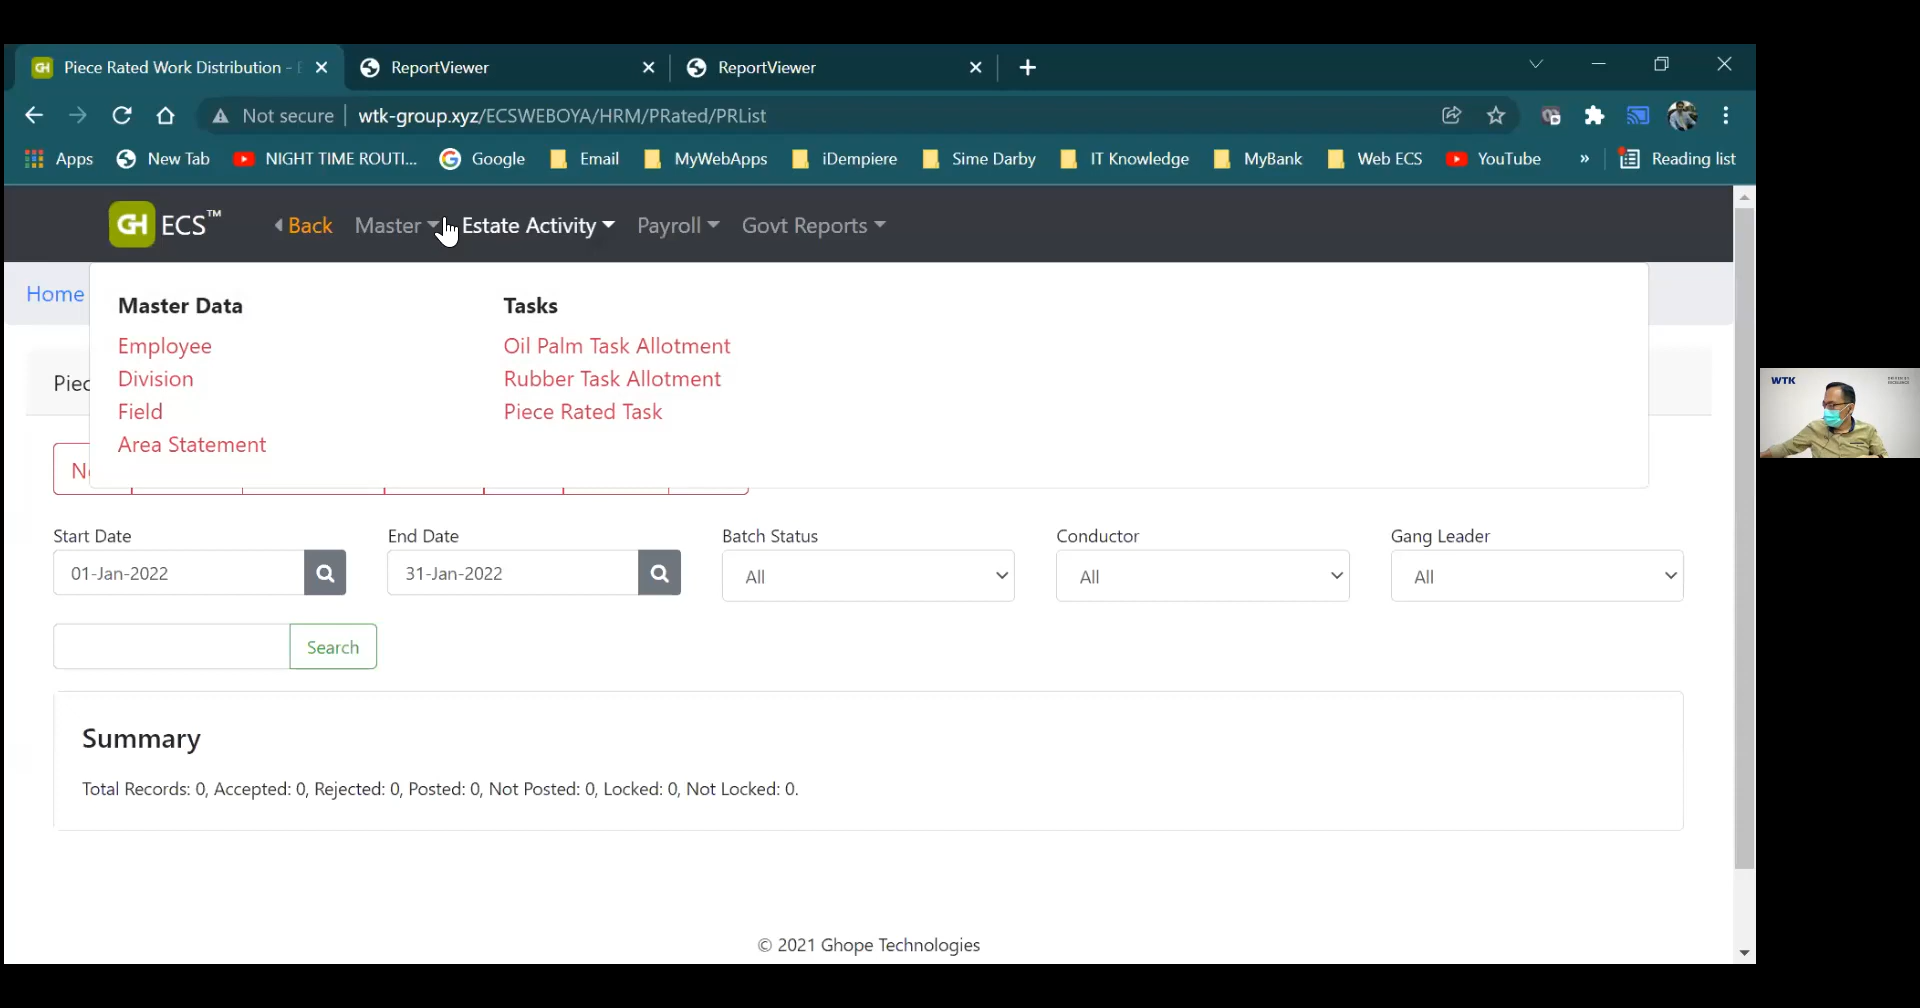 Piece Rated Work Distribution -
ReportViewer
ReportViewer
Not secure
wtk-group.xyz/ECSWEBOYA/HRM/PRated/PRList
Apps
New Tab
NIGHT TIME ROUTI...
Google
Email
MyWebApps
iDempiere
Sime Darby
IT Knowledge
MyBank
Web ECS
YouTube
»
Reading list
GH ECS™
Back
Master
Estate Activity
Payroll
Govt Reports
Home
Master Data
Employee
Division
Field
Area Statement
Tasks
Oil Palm Task Allotment
Rubber Task Allotment
Piece Rated Task
Start Date
01-Jan-2022
End Date
31-Jan-2022
Batch Status
All
Conductor
All
Gang Leader
All
Search
Summary
Total Records: 0, Accepted: 0, Rejected: 0, Posted: 0, Not Posted: 0, Locked: 0, Not Locked: 0.
© 2021 Ghope Technologies
WTK